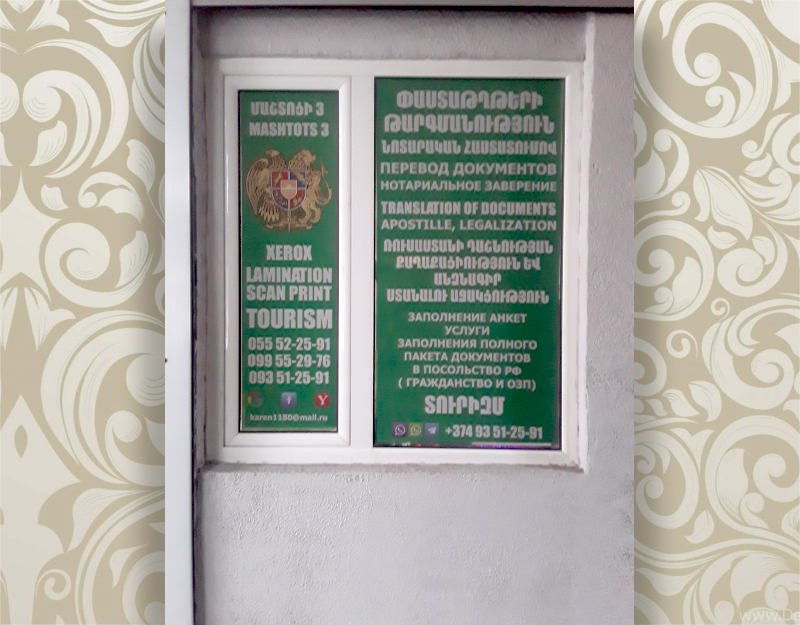 ՄԱՇՏՈՑԻ 3
MASHTOTS 3
XEROX
LAMINATION
SCAN PRINT
TOURISM
055 52-25-91
099 55-29-76
093 51-25-91
karen1180@mail.ru
ՓԱՍՏԱԹՂԹԵՐԻ
ԹԱՐԳՄԱՆՈՒԹՅՈՒՆ
ՆՈՏԱՐԱԿԱՆ ՀԱՍՏԱՏՈՒՄՈՎ
ПЕРЕВОД ДОКУМЕНТОВ
НОТАРИАЛЬНОЕ ЗАВЕРЕНИЕ
TRANSLATION OF DOCUMENTS
APOSTILLE, LEGALIZATION
ՌՈՒՍԱՍՏԱՆԻ ԴԱՇՆՈՒԹՅԱՆ
ՔԱՂԱՔԱՑԻՈՒԹՅՈՒՆ ԵՎ
ԱՆՁՆԱԳԻՐ
ՍՏԱՆԱԼՈՒ ԱՋԱԿՑՈՒԹՅՈՒՆ
ЗАПОЛНЕНИЕ АНКЕТ
УСЛУГИ
ЗАПОЛНЕНИЯ ПОЛНОГО
ПАКЕТА ДОКУМЕНТОВ
В ПОСОЛЬСТВО РФ
( ГРАЖДАНСТВО И ОЗП)
ՏՈՒՐԻԶՄ
+374 93 51-25-91